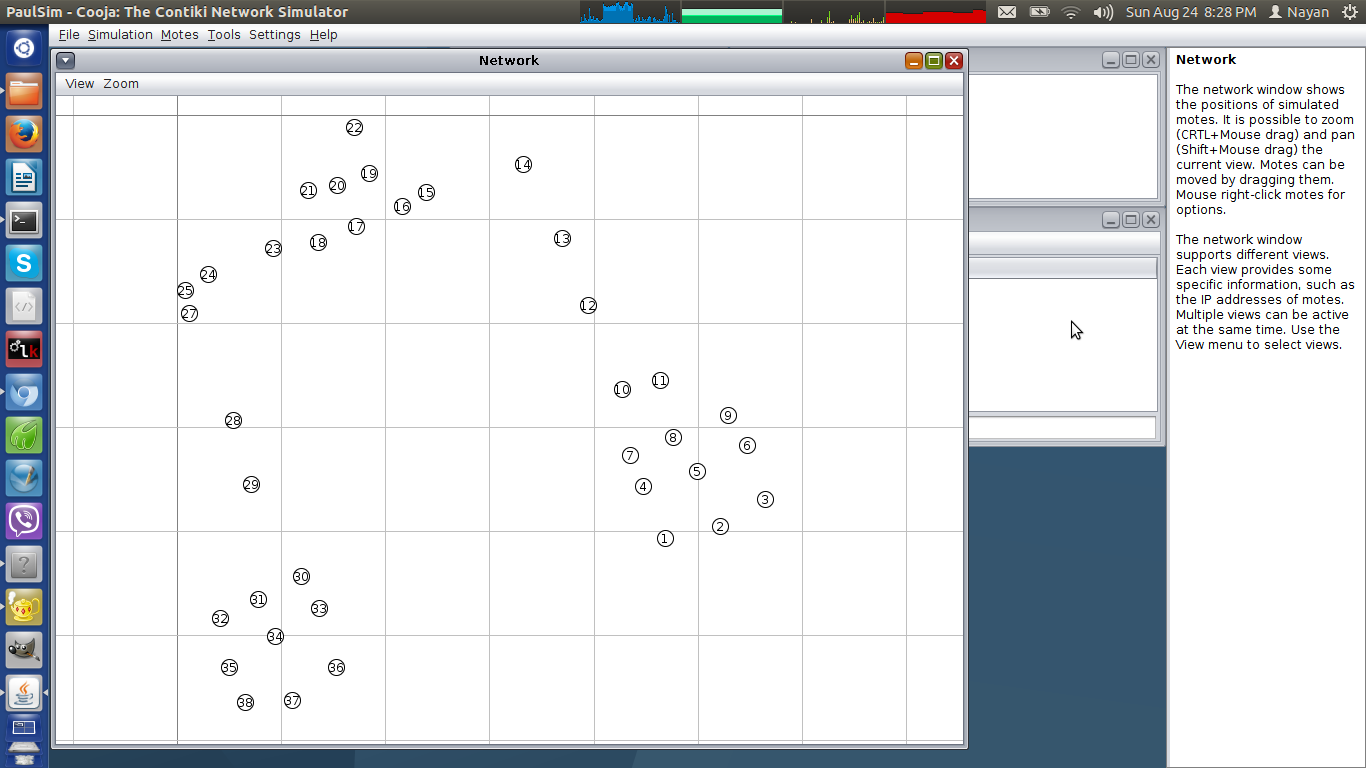 PaulSim - Cooja: The Contiki Network Simulator
Sun Aug 24 8:28 PM
Nayan
File Simulation Motes Tools Settings Help
Network
View Zoom
22
14
19
20
21
15
16
17
13
18
23
24
25
12
27
11
10
9
28
8
6
7
5
29
4
3
2
1
30
31
33
32
34
35
36
37
38
Network
The network window shows
the positions of simulated
motes. It is possible to zoom
(CRTL+Mouse drag) and pan
(Shift+Mouse drag) the
current view. Motes can be
moved by dragging them.
Mouse right-click motes for
options.
The network window
supports different views.
Each view provides some
specific information, such as
the IP addresses of motes.
Multiple views can be active
at the same time. Use the
View menu to select views.
S
lk